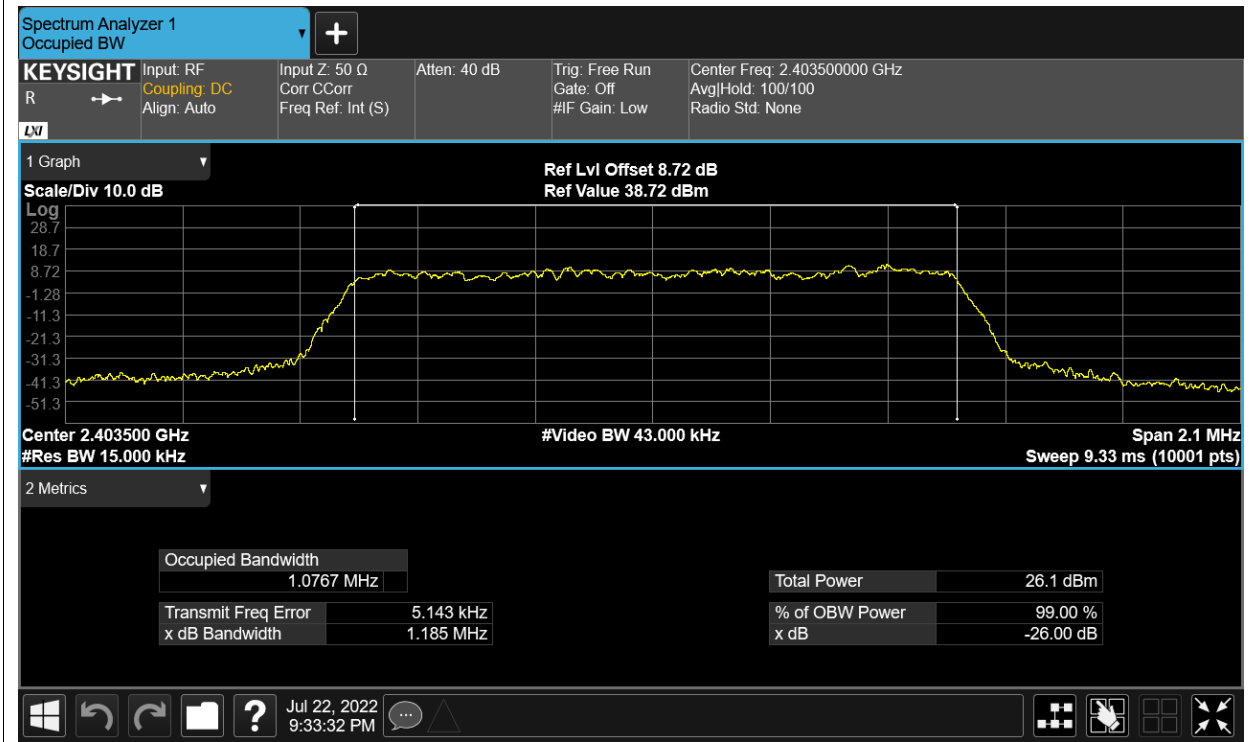 Spectrum Analyzer 1
Occupied BW
KEYSIGHT
R
LXI
Input: RF
Coupling: DC
Align: Auto
Input Z: 50 Ω
Corr CCorr
Freq Ref: Int (S)
Atten: 40 dB
Trig: Free Run
Gate: Off
#IF Gain: Low
Center Freq: 2.403500000 GHz
Avg|Hold: 100/100
Radio Std: None
1 Graph
Scale/Div 10.0 dB
Ref Lvl Offset 8.72 dB
Ref Value 38.72 dBm
Log
28.7
18.7
8.72
-1.28
-11.3
-21.3
-31.3
-41.3
-51.3
Center 2.403500 GHz
#Video BW 43.000 kHz
Span 2.1 MHz
#Res BW 15.000 kHz
Sweep 9.33 ms (10001 pts)
2 Metrics
Occupied Bandwidth
1.0767 MHz
Total Power 26.1 dBm
Transmit Freq Error 5.143 kHz
% of OBW Power 99.00 %
x dB Bandwidth 1.185 MHz
x dB -26.00 dB
?
Jul 22, 2022
9:33:32 PM